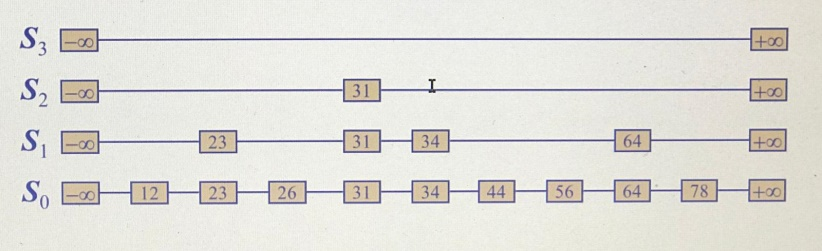 S₃ −∞ +∞
S₂ −∞ 31 +∞
S₁ −∞ 23 31 34 64 +∞
S₀ −∞ 12 23 26 31 34 44 56 64 78 +∞